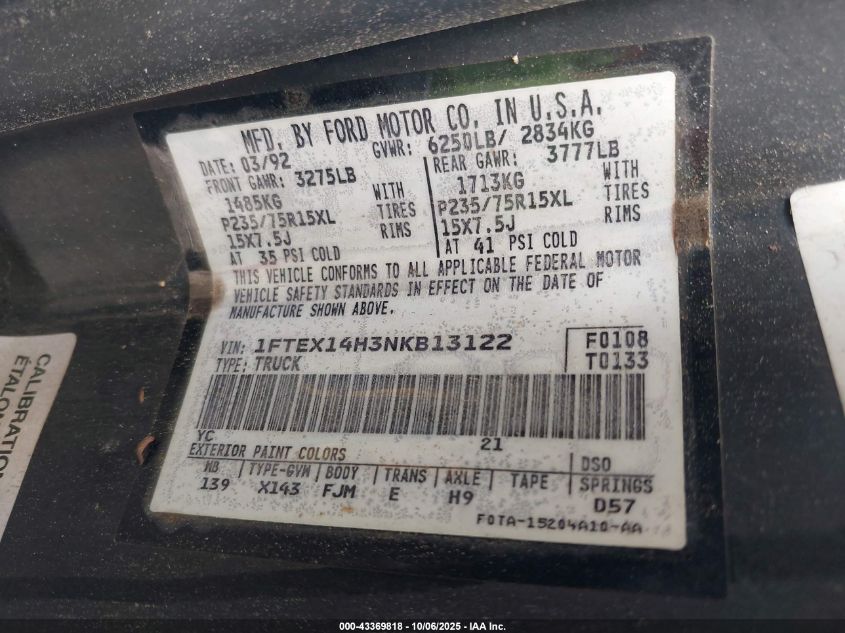 MFD. BY FORD MOTOR CO. IN U.S.A.
DATE: 03/92 GVWR: 6250LB/ 2834KG
FRONT GAWR: 3275LB REAR GAWR: 3777LB
1485KG WITH 1713KG WITH
P235/75R15XL TIRES P235/75R15XL TIRES
15X7.5J RIMS 15X7.5J RIMS
AT 35 PSI COLD AT 41 PSI COLD
THIS VEHICLE CONFORMS TO ALL APPLICABLE FEDERAL MOTOR
VEHICLE SAFETY STANDARDS IN EFFECT ON THE DATE OF
MANUFACTURE SHOWN ABOVE.
VIN: 1FTEX14H3NKB13122 F0108
TYPE: TRUCK T0133
YC 21
EXTERIOR PAINT COLORS DSO
WB TYPE-GVW BODY TRANS AXLE TAPE SPRINGS
139 X143 FJM E H9 D57
F0TA-15204A10-AA
CALIBRATION
ÉTALON
000-43369818 - 10/06/2025 - IAA Inc.